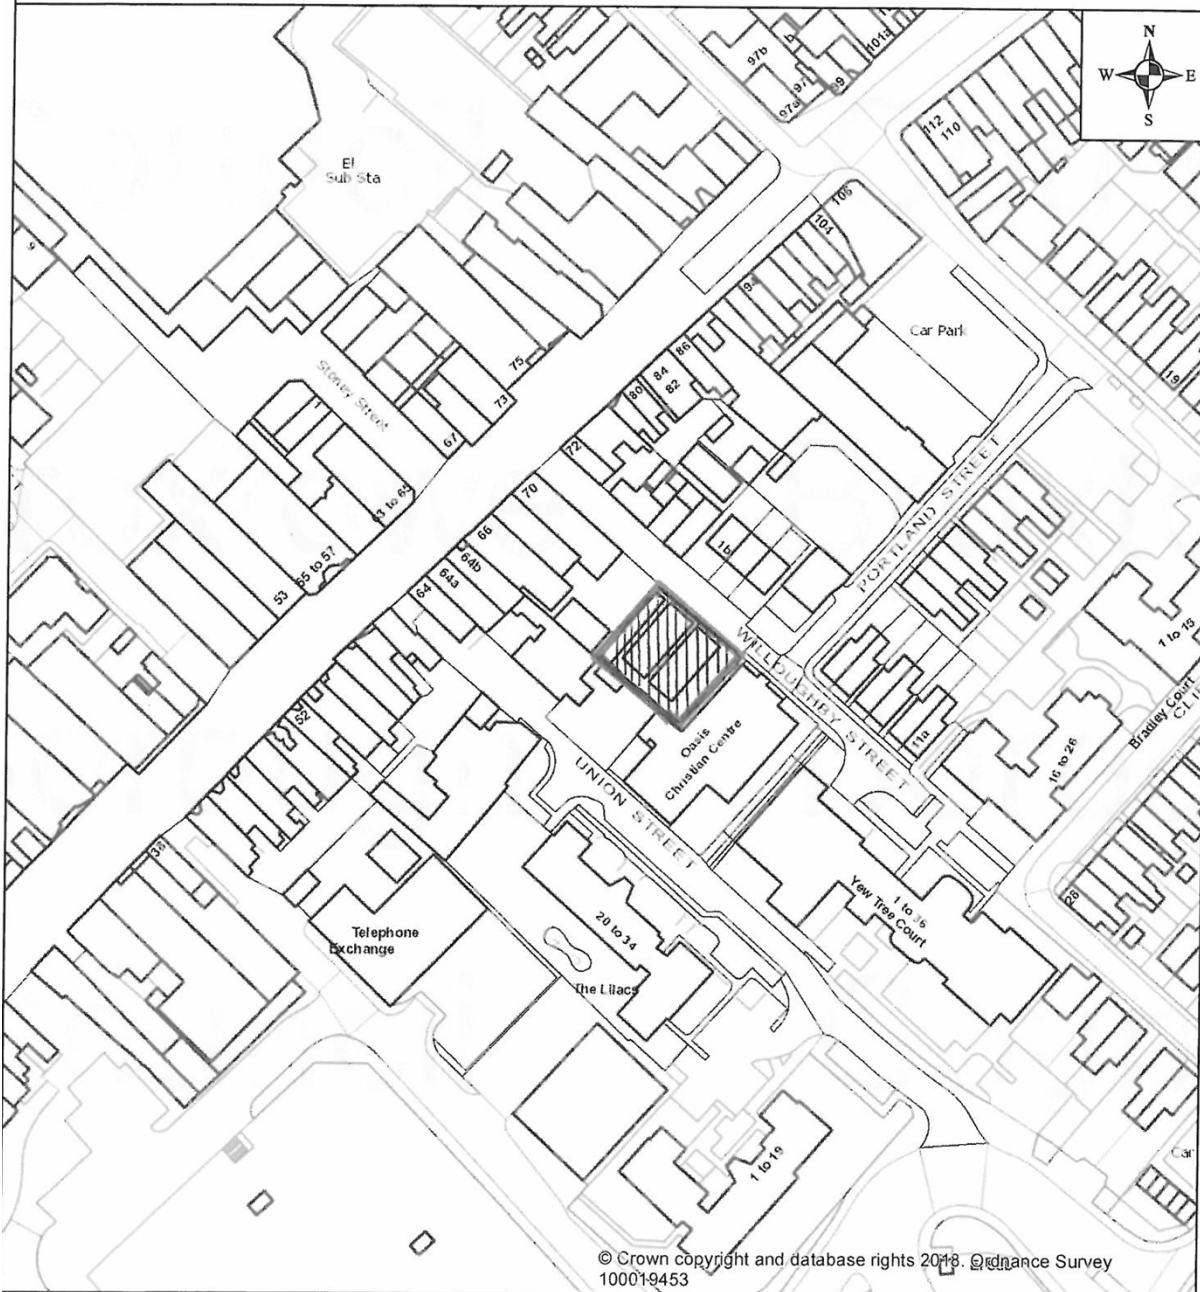 N
W E
S
97b
b
97
97a
99
101a
112
110
El
Sub Sta
9
106
104
94
Car Park
Stoney Street
75
73
67
86
84
82
80
19
72
70
66
64b
64a
64
63 to 65
55 to 57
53
1b
PORTLAND STREET
WILLOUGHBY STREET
1 to 15
Bradley Court
11a
16 to 26
52
Oasis
Christian Centre
UNION STREET
38
28
1 to 36
Yew Tree Court
Telephone
Exchange
20 to 34
The Lilacs
1 to 19
Car
© Crown copyright and database rights 2018. Ordnance Survey
100019453